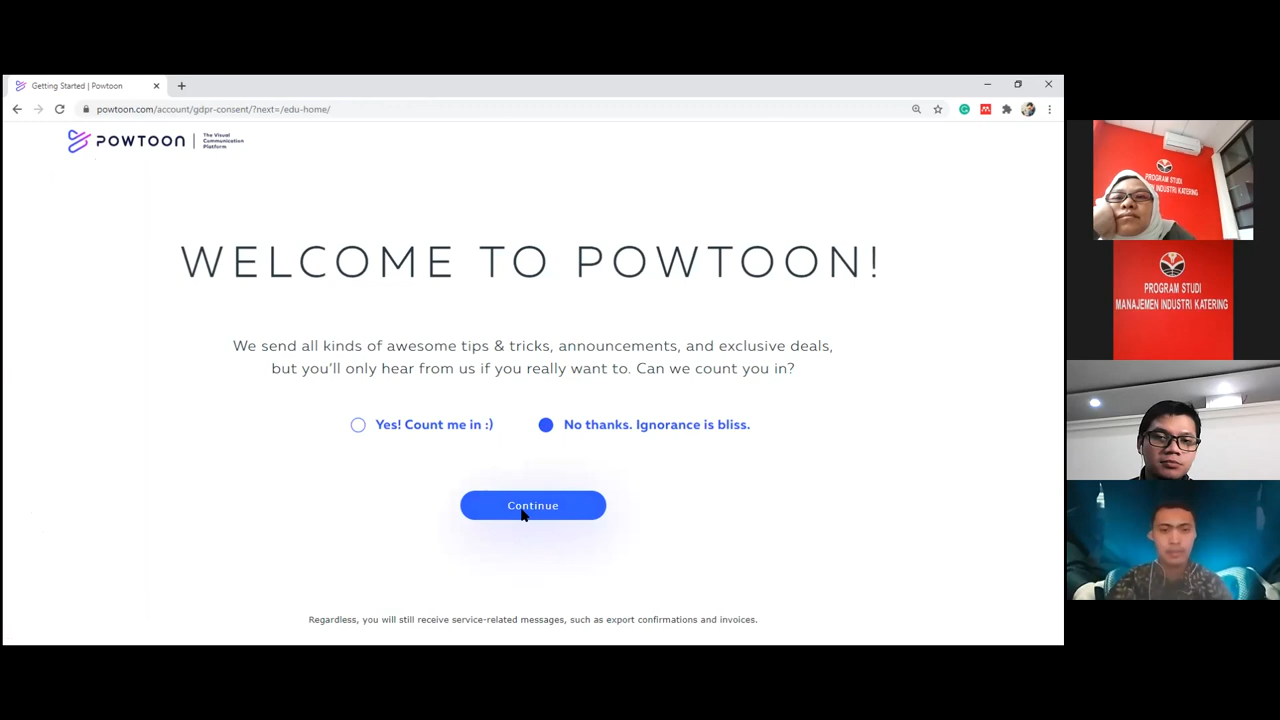 Getting Started | Powtoon
powtoon.com/account/gdpr-consent/?next=/edu-home/
POWTOON
The Visual
Communication
Platform
WELCOME TO POWTOON!
We send all kinds of awesome tips & tricks, announcements, and exclusive deals,
but you'll only hear from us if you really want to. Can we count you in?
Yes! Count me in :)
No thanks. Ignorance is bliss.
Continue
Regardless, you will still receive service-related messages, such as export confirmations and invoices.
PROGRAM STUDI
INDUSTRI KATERING
PROGRAM STUDI
MANAJEMEN INDUSTRI KATERING